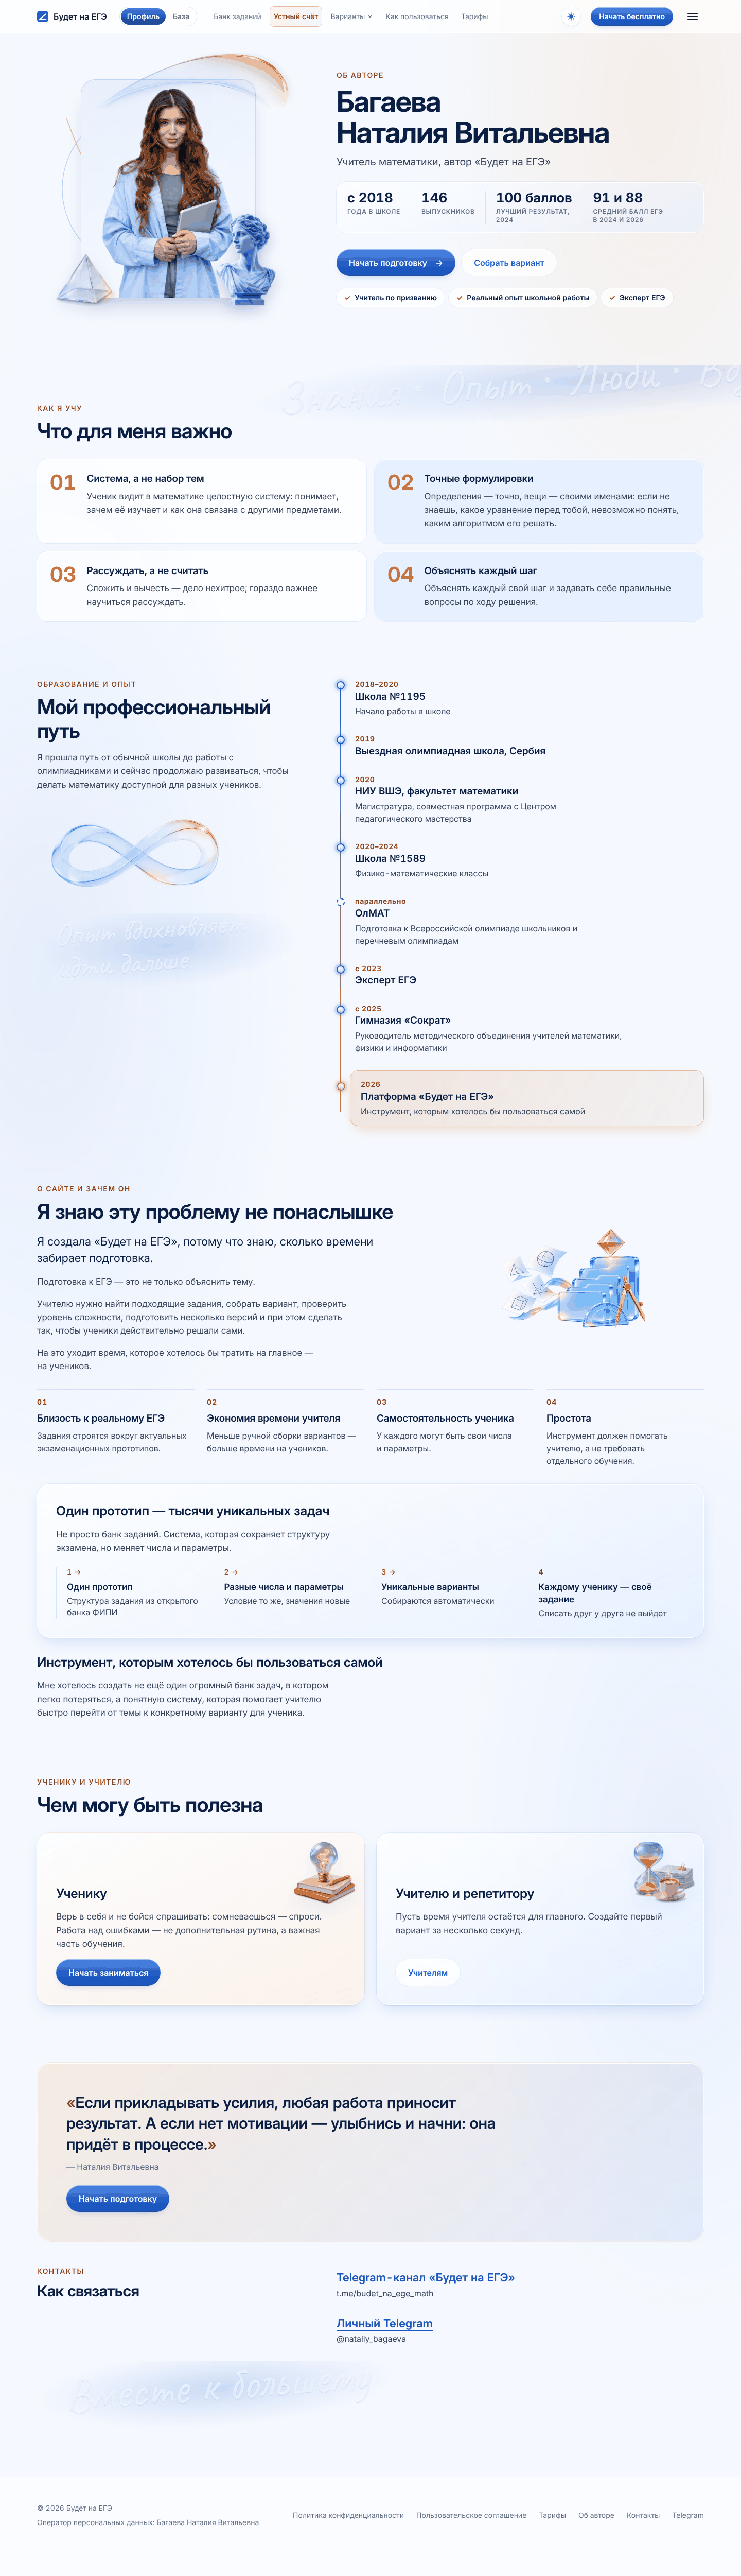 Будет на ЕГЭ
Профиль
База
Банк заданий
Устный счёт
Варианты
Как пользоваться
Тарифы
Начать бесплатно
ОБ АВТОРЕ
Багаева
Наталия Витальевна
Учитель математики, автор «Будет на ЕГЭ»
с 2018
ГОДА В ШКОЛЕ
146
ВЫПУСКНИКОВ
100 баллов
ЛУЧШИЙ РЕЗУЛЬТАТ,
2024
91 и 88
СРЕДНИЙ БАЛЛ ЕГЭ
В 2024 И 2026
Начать подготовку →
Собрать вариант
✓ Учитель по призванию
✓ Реальный опыт школьной работы
✓ Эксперт ЕГЭ
Знания · Опыт · Люди ·
КАК Я УЧУ
Что для меня важно
01
Система, а не набор тем
Ученик видит в математике целостную систему: понимает,
зачем её изучает и как она связана с другими предметами.
02
Точные формулировки
Определения — точно, вещи — своими именами: если не
знаешь, какое уравнение перед тобой, невозможно понять,
каким алгоритмом его решать.
03
Рассуждать, а не считать
Сложить и вычесть — дело нехитрое; гораздо важнее
научиться рассуждать.
04
Объяснять каждый шаг
Объяснять каждый свой шаг и задавать себе правильные
вопросы по ходу решения.
ОБРАЗОВАНИЕ И ОПЫТ
Мой профессиональный
путь
Я прошла путь от обычной школы до работы с
олимпиадниками и сейчас продолжаю развиваться, чтобы
делать математику доступной для разных учеников.
Опыт вдохновляет
идти дальше
2018–2020
Школа №1195
Начало работы в школе
2019
Выездная олимпиадная школа, Сербия
2020
НИУ ВШЭ, факультет математики
Магистратура, совместная программа с Центром
педагогического мастерства
2020–2024
Школа №1589
Физико-математические классы
параллельно
ОлМАТ
Подготовка к Всероссийской олимпиаде школьников и
перечневым олимпиадам
с 2023
Эксперт ЕГЭ
с 2025
Гимназия «Сократ»
Руководитель методического объединения учителей математики,
физики и информатики
2026
Платформа «Будет на ЕГЭ»
Инструмент, которым хотелось бы пользоваться самой
О САЙТЕ И ЗАЧЕМ ОН
Я знаю эту проблему не понаслышке
Я создала «Будет на ЕГЭ», потому что знаю, сколько времени
забирает подготовка.
Подготовка к ЕГЭ — это не только объяснить тему.
Учителю нужно найти подходящие задания, собрать вариант, проверить
уровень сложности, подготовить несколько версий и при этом сделать
так, чтобы ученики действительно решали сами.
На это уходит время, которое хотелось бы тратить на главное —
на учеников.
01
Близость к реальному ЕГЭ
Задания строятся вокруг актуальных
экзаменационных прототипов.
02
Экономия времени учителя
Меньше ручной сборки вариантов —
больше времени на учеников.
03
Самостоятельность ученика
У каждого могут быть свои числа
и параметры.
04
Простота
Инструмент должен помогать
учителю, а не требовать
отдельного обучения.
Один прототип — тысячи уникальных задач
Не просто банк заданий. Система, которая сохраняет структуру
экзамена, но меняет числа и параметры.
1 →
Один прототип
Структура задания из открытого
банка ФИПИ
2 →
Разные числа и параметры
Условие то же, значения новые
3 →
Уникальные варианты
Собираются автоматически
4
Каждому ученику — своё
задание
Списать друг у друга не выйдет
Инструмент, которым хотелось бы пользоваться самой
Мне хотелось создать не ещё один огромный банк задач, в котором
легко потеряться, а понятную систему, которая помогает учителю
быстро перейти от темы к конкретному варианту для ученика.
УЧЕНИКУ И УЧИТЕЛЮ
Чем могу быть полезна
Ученику
Верь в себя и не бойся спрашивать: сомневаешься — спроси.
Работа над ошибками — не дополнительная рутина, а важная
часть обучения.
Начать заниматься
Учителю и репетитору
Пусть время учителя остаётся для главного. Создайте первый
вариант за несколько секунд.
Учителям
«Если прикладывать усилия, любая работа приносит
результат. А если нет мотивации — улыбнись и начни: она
придёт в процессе.»
— Наталия Витальевна
Начать подготовку
КОНТАКТЫ
Как связаться
Telegram-канал «Будет на ЕГЭ»
t.me/budet_na_ege_math
Личный Telegram
@nataliy_bagaeva
Вместе к большему
© 2026 Будет на ЕГЭ
Оператор персональных данных: Багаева Наталия Витальевна
Политика конфиденциальности
Пользовательское соглашение
Тарифы
Об авторе
Контакты
Telegram